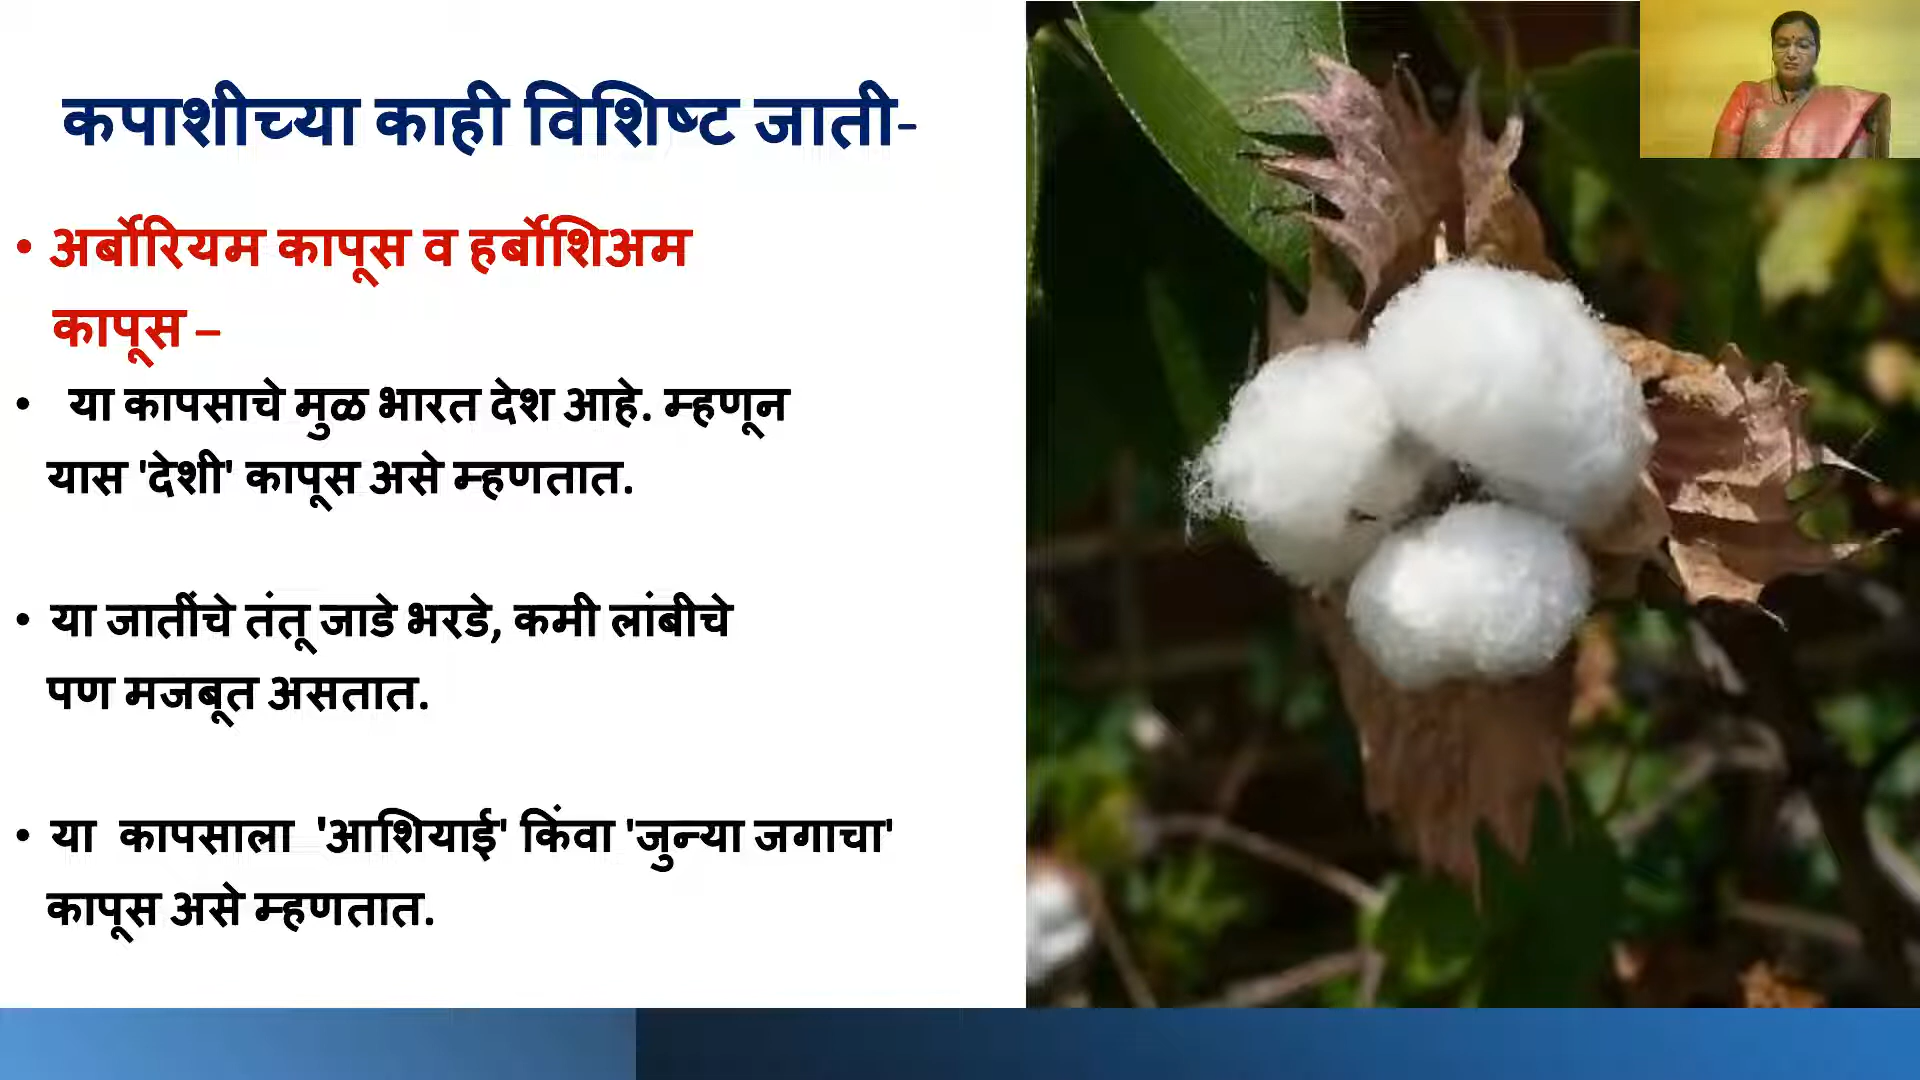 कपाशीच्या काही विशिष्ट जाती-
• अर्बोरियम कापूस व हर्बोशिअम
कापूस –
• या कापसाचे मुळ भारत देश आहे. म्हणून
यास 'देशी' कापूस असे म्हणतात.
• या जातींचे तंतू जाडे भरडे, कमी लांबीचे
पण मजबूत असतात.
• या कापसाला 'आशियाई' किंवा 'जुन्या जगाचा'
कापूस असे म्हणतात.